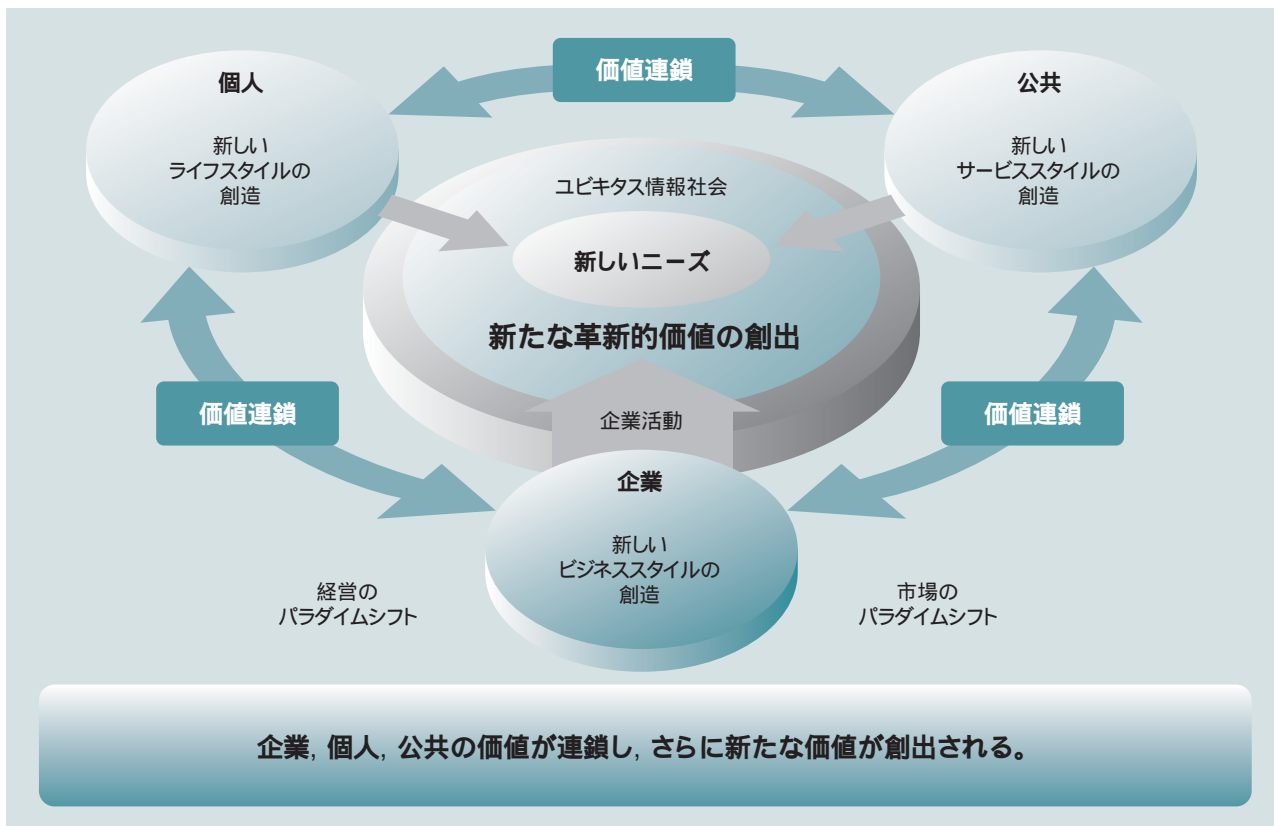 価値連鎖
個人
新しい
ライフスタイルの
創造
公共
新しい
サービススタイルの
創造
ユビキタス情報社会
新しいニーズ
新たな革新的価値の創出
価値連鎖
価値連鎖
企業活動
企業
新しい
ビジネススタイルの
創造
経営の
パラダイムシフト
市場の
パラダイムシフト
企業, 個人, 公共の価値が連鎖し, さらに新たな価値が創出される。